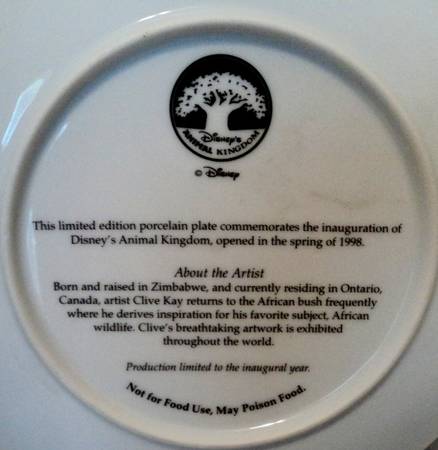 Disney's
ANIMAL KINGDOM
© Disney
This limited edition porcelain plate commemorates the inauguration of
Disney's Animal Kingdom, opened in the spring of 1998.
About the Artist
Born and raised in Zimbabwe, and currently residing in Ontario,
Canada, artist Clive Kay returns to the African bush frequently
where he derives inspiration for his favorite subject, African
wildlife. Clive's breathtaking artwork is exhibited
throughout the world.
Production limited to the inaugural year.
Not for Food Use, May Poison Food.